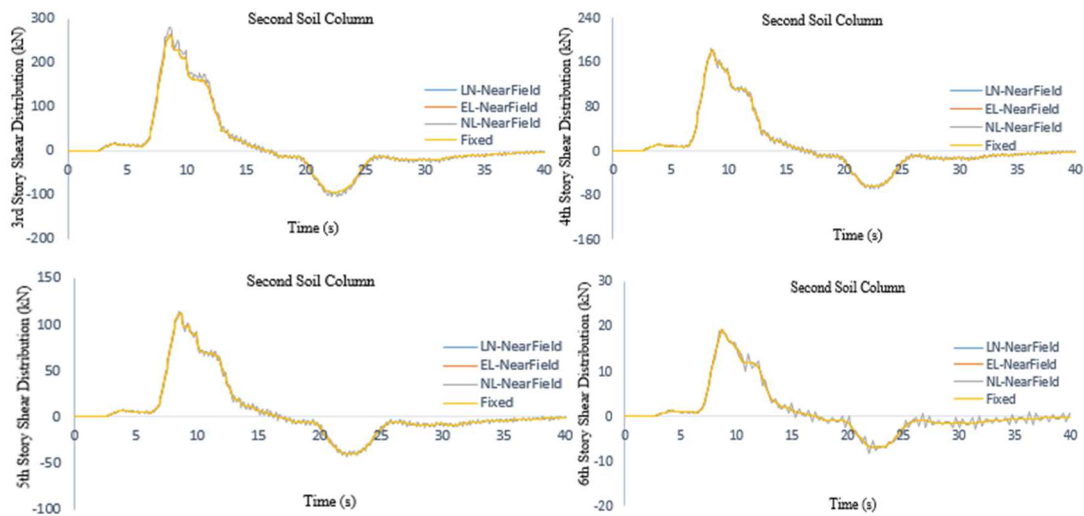 Second Soil Column
3rd Story Shear Distribution (kN)
300
200
100
0
-100
-200
0 5 10 15 20 25 30 35 40
Time (s)
LN-NearField
EL-NearField
NL-NearField
Fixed
Second Soil Column
4th Story Shear Distribution (kN)
240
160
80
0
-80
-160
0 5 10 15 20 25 30 35 40
Time (s)
LN-NearField
EL-NearField
NL-NearField
Fixed
Second Soil Column
5th Story Shear Distribution (kN)
150
100
50
0
-50
-100
0 5 10 15 20 25 30 35 40
Time (s)
LN-NearField
EL-NearField
NL-NearField
Fixed
Second Soil Column
6th Story Shear Distribution (kN)
30
20
10
0
-10
-20
0 5 10 15 20 25 30 35 40
Time (s)
LN-NearField
EL-NearField
NL-NearField
Fixed